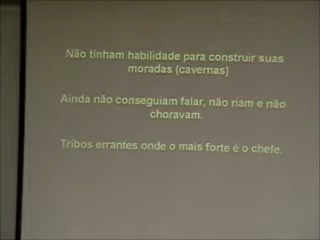 Não tinham habilidade para construir suas
moradas (cavernas)
Ainda não conseguiam falar, não riam e não
choravam.
Tribos errantes onde o mais forte é o chefe.